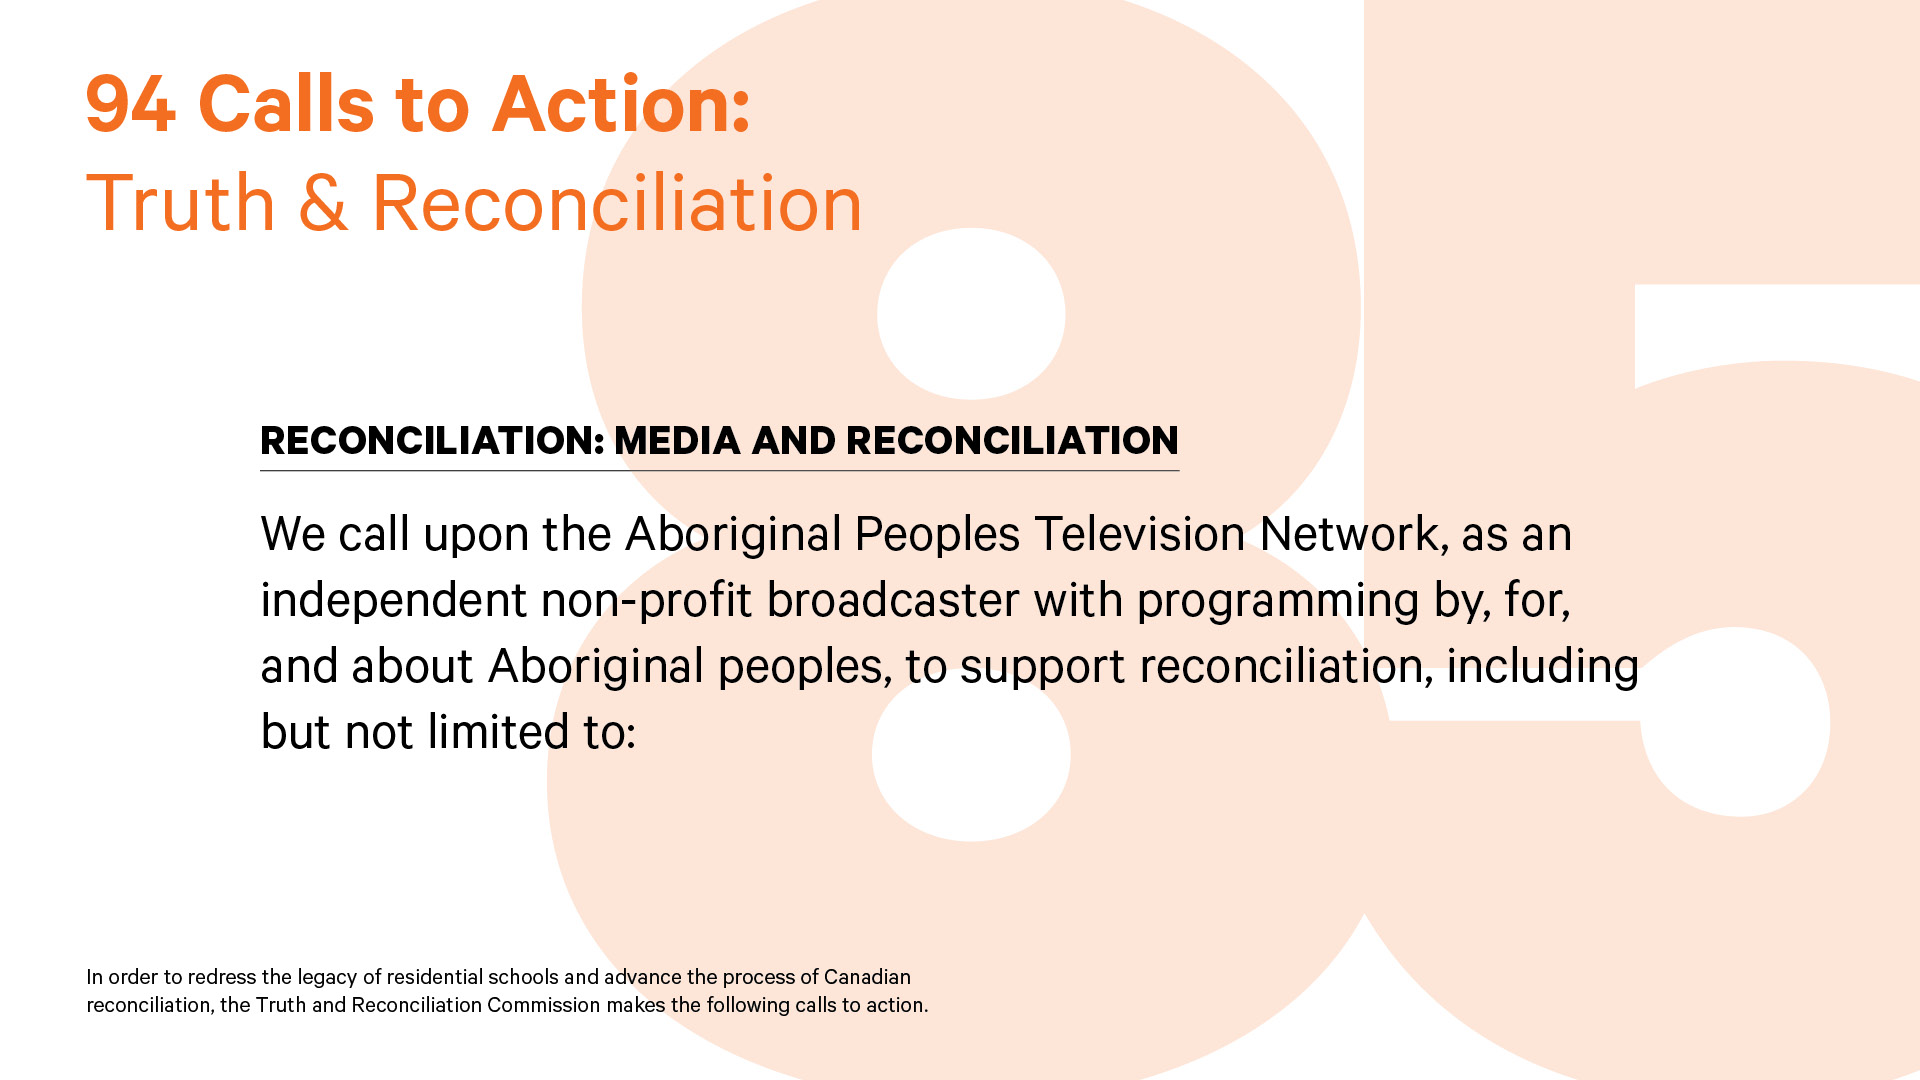 94 Calls to Action:
Truth & Reconciliation
85
RECONCILIATION: MEDIA AND RECONCILIATION
We call upon the Aboriginal Peoples Television Network, as an
independent non-profit broadcaster with programming by, for,
and about Aboriginal peoples, to support reconciliation, including
but not limited to:
In order to redress the legacy of residential schools and advance the process of Canadian
reconciliation, the Truth and Reconciliation Commission makes the following calls to action.